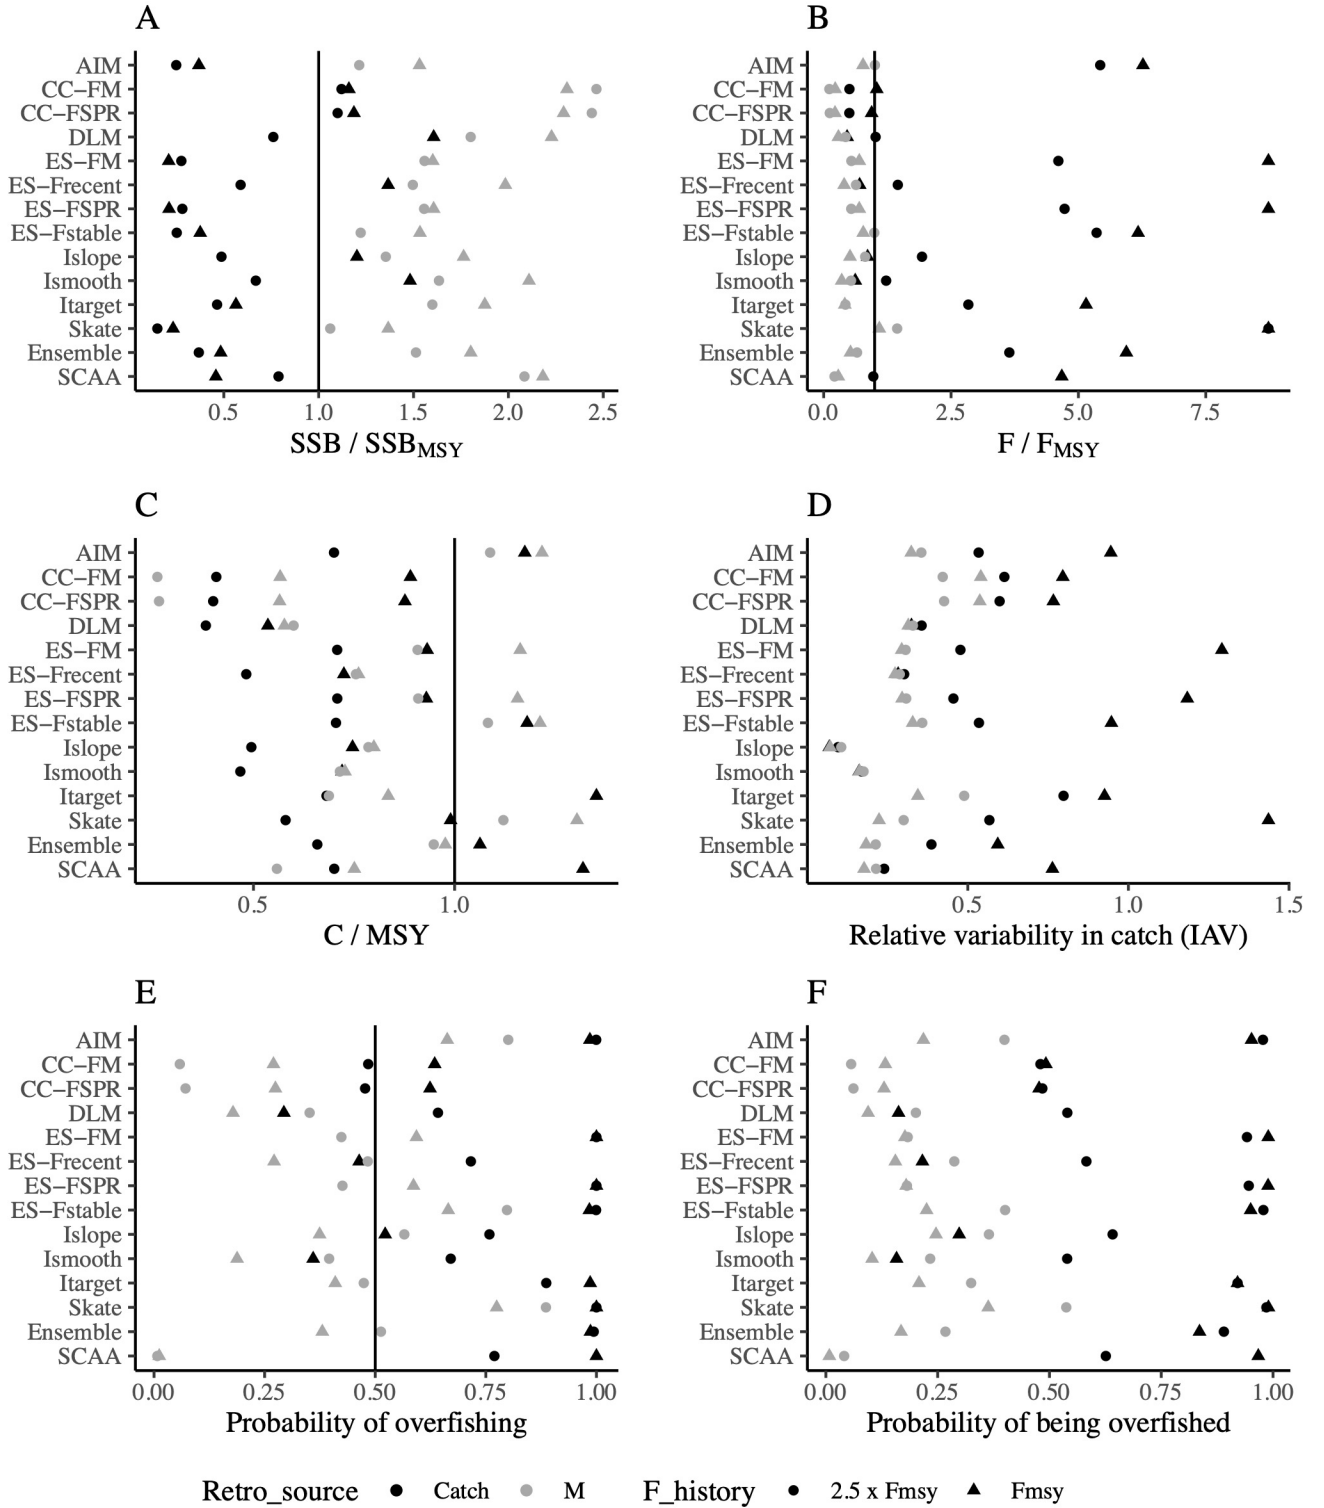 A
AIM
CC−FM
CC−FSPR
DLM
ES−FM
ES−Frecent
ES−FSPR
ES−Fstable
Islope
Ismooth
Itarget
Skate
Ensemble
SCAA
0.5 1.0 1.5 2.0 2.5
SSB / SSBMSY
B
AIM
CC−FM
CC−FSPR
DLM
ES−FM
ES−Frecent
ES−FSPR
ES−Fstable
Islope
Ismooth
Itarget
Skate
Ensemble
SCAA
0.0 2.5 5.0 7.5
F / FMSY
C
AIM
CC−FM
CC−FSPR
DLM
ES−FM
ES−Frecent
ES−FSPR
ES−Fstable
Islope
Ismooth
Itarget
Skate
Ensemble
SCAA
0.5 1.0
C / MSY
D
AIM
CC−FM
CC−FSPR
DLM
ES−FM
ES−Frecent
ES−FSPR
ES−Fstable
Islope
Ismooth
Itarget
Skate
Ensemble
SCAA
0.5 1.0 1.5
Relative variability in catch (IAV)
E
AIM
CC−FM
CC−FSPR
DLM
ES−FM
ES−Frecent
ES−FSPR
ES−Fstable
Islope
Ismooth
Itarget
Skate
Ensemble
SCAA
0.00 0.25 0.50 0.75 1.00
Probability of overfishing
F
AIM
CC−FM
CC−FSPR
DLM
ES−FM
ES−Frecent
ES−FSPR
ES−Fstable
Islope
Ismooth
Itarget
Skate
Ensemble
SCAA
0.00 0.25 0.50 0.75 1.00
Probability of being overfished
Retro_source Catch M F_history 2.5 x Fmsy Fmsy